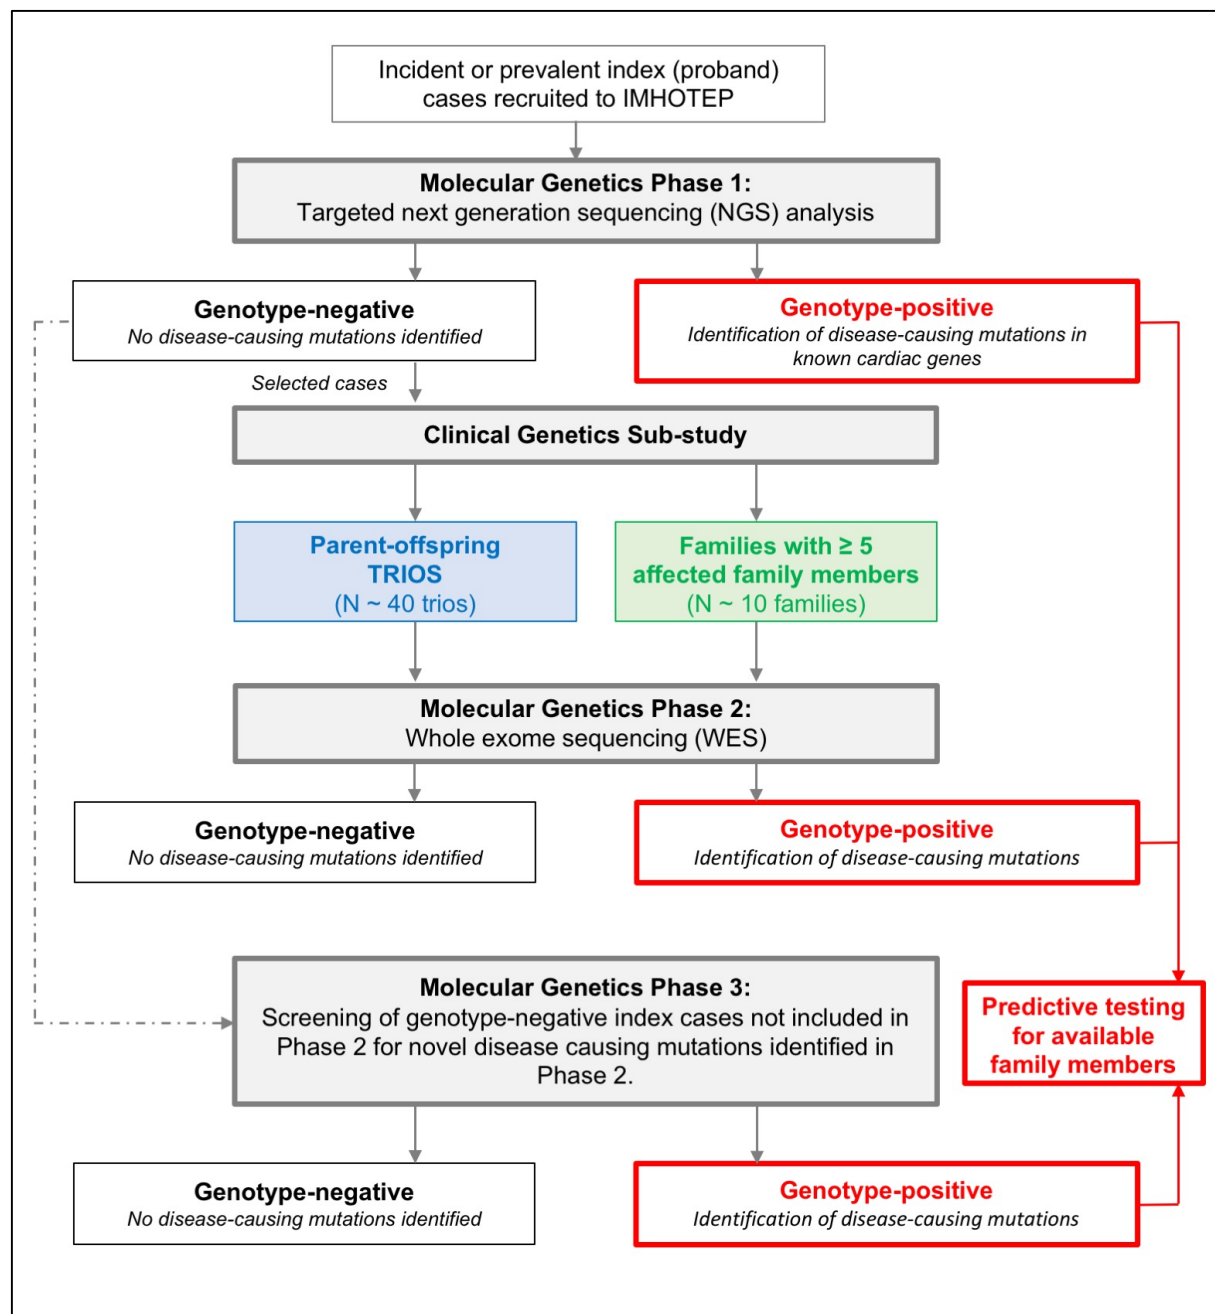 Incident or prevalent index (proband)
cases recruited to IMHOTEP
Molecular Genetics Phase 1:
Targeted next generation sequencing (NGS) analysis
Genotype-negative
No disease-causing mutations identified
Genotype-positive
Identification of disease-causing mutations in
known cardiac genes
Selected cases
Clinical Genetics Sub-study
Parent-offspring
TRIOS
(N ~ 40 trios)
Families with ≥ 5
affected family members
(N ~ 10 families)
Molecular Genetics Phase 2:
Whole exome sequencing (WES)
Genotype-negative
No disease-causing mutations identified
Genotype-positive
Identification of disease-causing mutations
Molecular Genetics Phase 3:
Screening of genotype-negative index cases not included in
Phase 2 for novel disease causing mutations identified in
Phase 2.
Predictive testing
for available
family members
Genotype-negative
No disease-causing mutations identified
Genotype-positive
Identification of disease-causing mutations